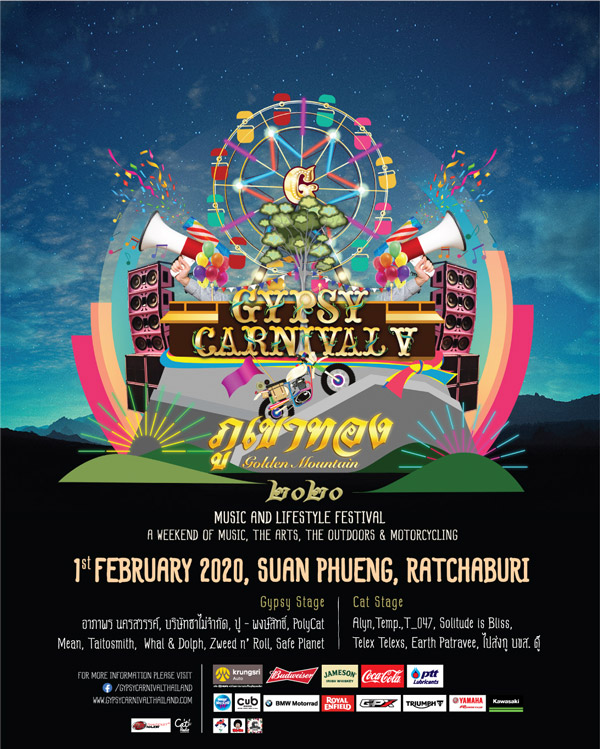 G
GYPSY
CARNIVAL V
ภูเขาทอง
Golden Mountain
๒๐๒๐
MUSIC AND LIFESTYLE FESTIVAL
A WEEKEND OF MUSIC, THE ARTS, THE OUTDOORS & MOTORCYCLING
1st FEBRUARY 2020, SUAN PHUENG, RATCHABURI
Gypsy Stage
อาภาพร นครสวรรค์, บริษัทฮาไม่จำกัด, ปู - พงษ์สิทธิ์, PolyCat
Mean, Taitosmith, Whal & Dolph, Zweed n' Roll, Safe Planet
Cat Stage
Alyn,Temp.,T_047, Solitude is Bliss,
Telex Telexs, Earth Patravee, ไปส่งกู บขส. ดู๊
FOR MORE INFORMATION PLEASE VISIT
/GYPSYCARNIVALTHAILAND
WWW.GYPSYCARNIVALTHAILAND.COM
krungsri
Auto
Budweiser
JAMESON
IRISH WHISKEY
Coca-Cola
ptt
Lubricants
Cub
BMW Motorrad
ROYAL
ENFIELD
GPX
TRIUMPH
YAMAHA
Kawasaki
Cat
Radio